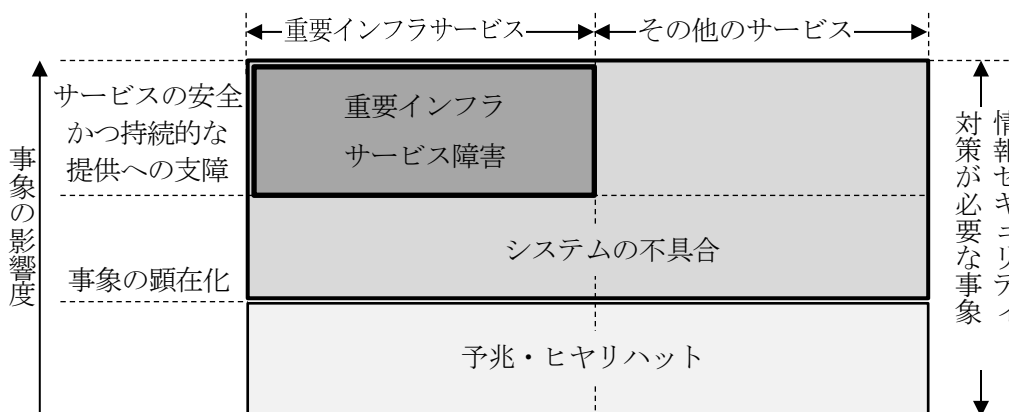 重要インフラサービス
その他のサービス
サービスの安全
かつ持続的な
提供への支障
事象の顕在化
事象の影響度
重要インフラ
サービス障害
システムの不具合
予兆・ヒヤリハット
情報セキュリティ
対策が必要な事象